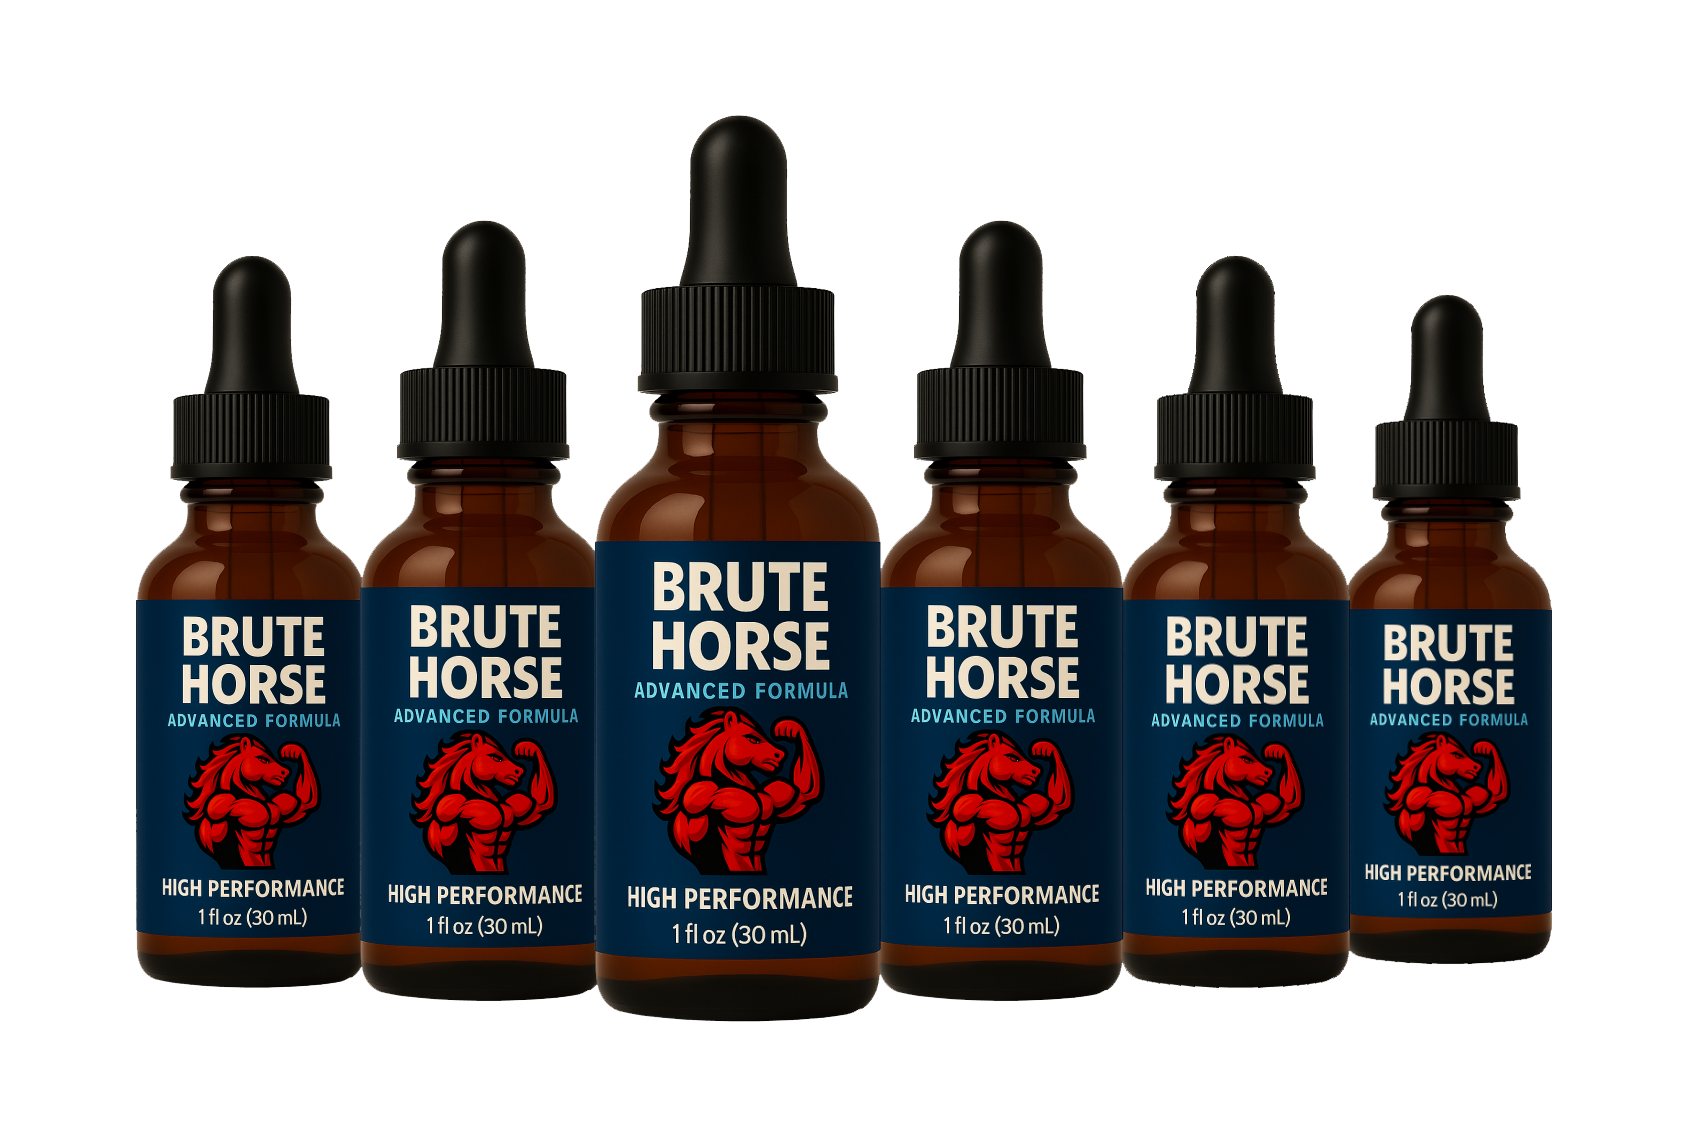 BRUTE
HORSE
ADVANCED FORMULA
HIGH PERFORMANCE
1 fl oz (30 mL)
BRUTE
HORSE
ADVANCED FORMULA
HIGH PERFORMANCE
1 fl oz (30 mL)
BRUTE
HORSE
ADVANCED FORMULA
HIGH PERFORMANCE
1 fl oz (30 mL)
BRUTE
HORSE
ADVANCED FORMULA
HIGH PERFORMANCE
1 fl oz (30 mL)
BRUTE
HORSE
ADVANCED FORMULA
HIGH PERFORMANCE
1 fl oz (30 mL)
BRUTE
HORSE
ADVANCED FORMULA
HIGH PERFORMANCE
1 fl oz (30 mL)